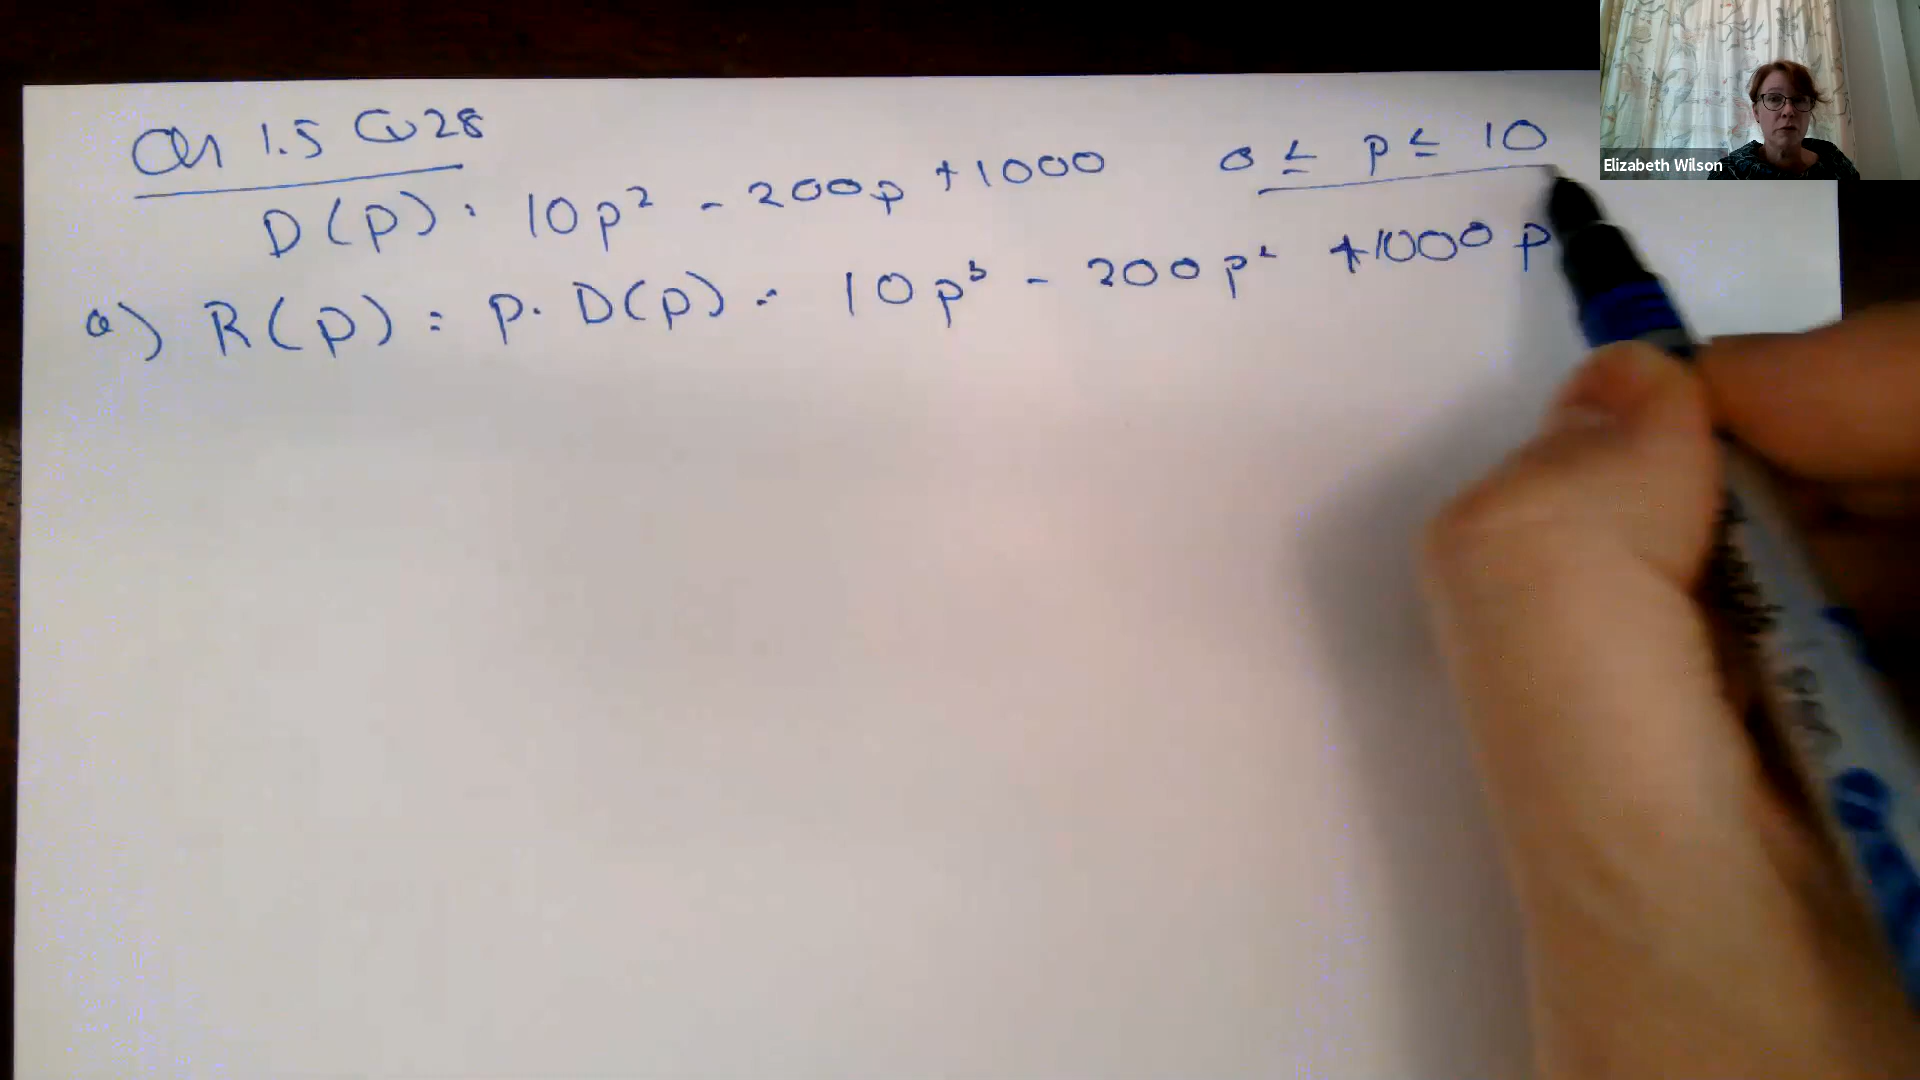 Ch 1.5 Q28
D(p) = 10p² - 200p + 1000 0 ≤ p ≤ 10
a) R(p) = p. D(p) = 10p³ - 200p² + 1000p
Elizabeth Wilson